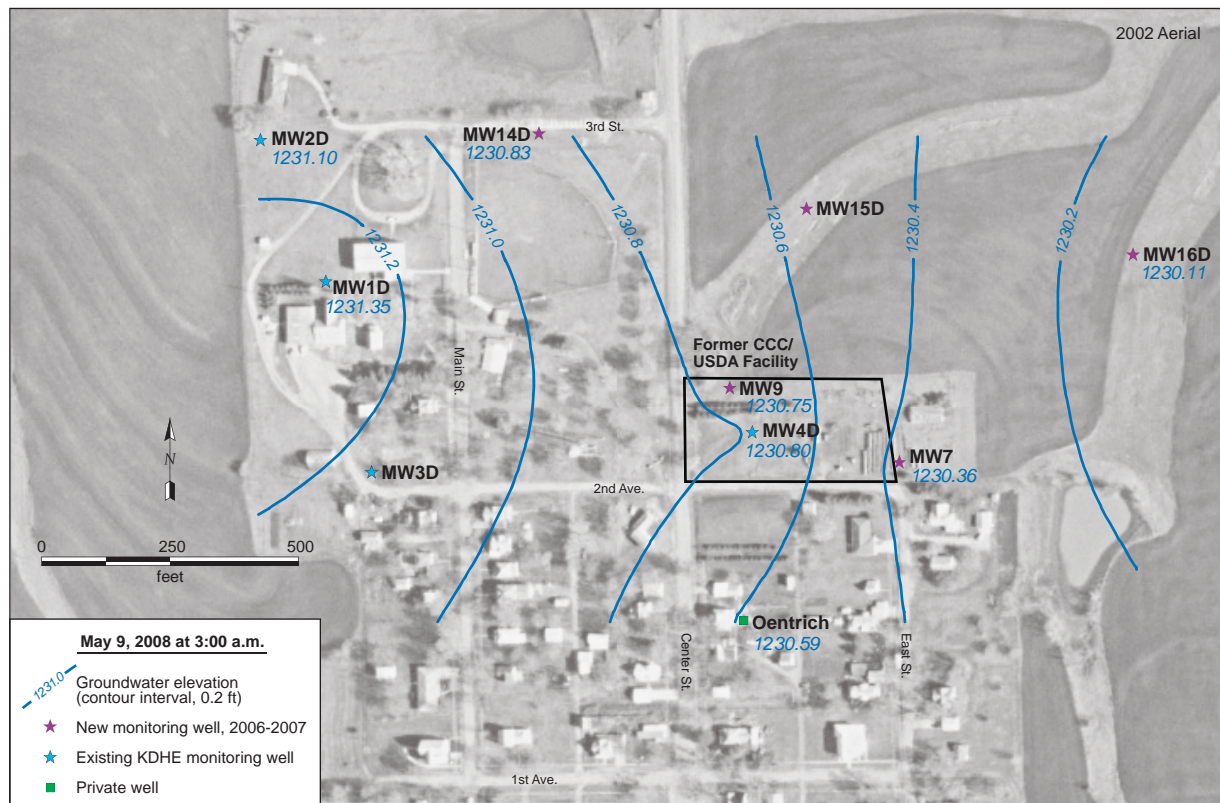 2002 Aerial
3rd St.
MW2D
1231.10
MW14D
1230.83
MW15D
1231.2
1231.0
1230.8
1230.6
1230.4
1230.2
MW16D
1230.11
MW1D
1231.35
Main St.
Former CCC/
USDA Facility
MW9
1230.75
MW4D
1230.80
MW7
1230.36
MW3D
2nd Ave.
N
0 250 500
feet
Oentrich
1230.59
Center St.
East St.
1st Ave.
May 9, 2008 at 3:00 a.m.
1231.0
Groundwater elevation
(contour interval, 0.2 ft)
New monitoring well, 2006-2007
Existing KDHE monitoring well
Private well